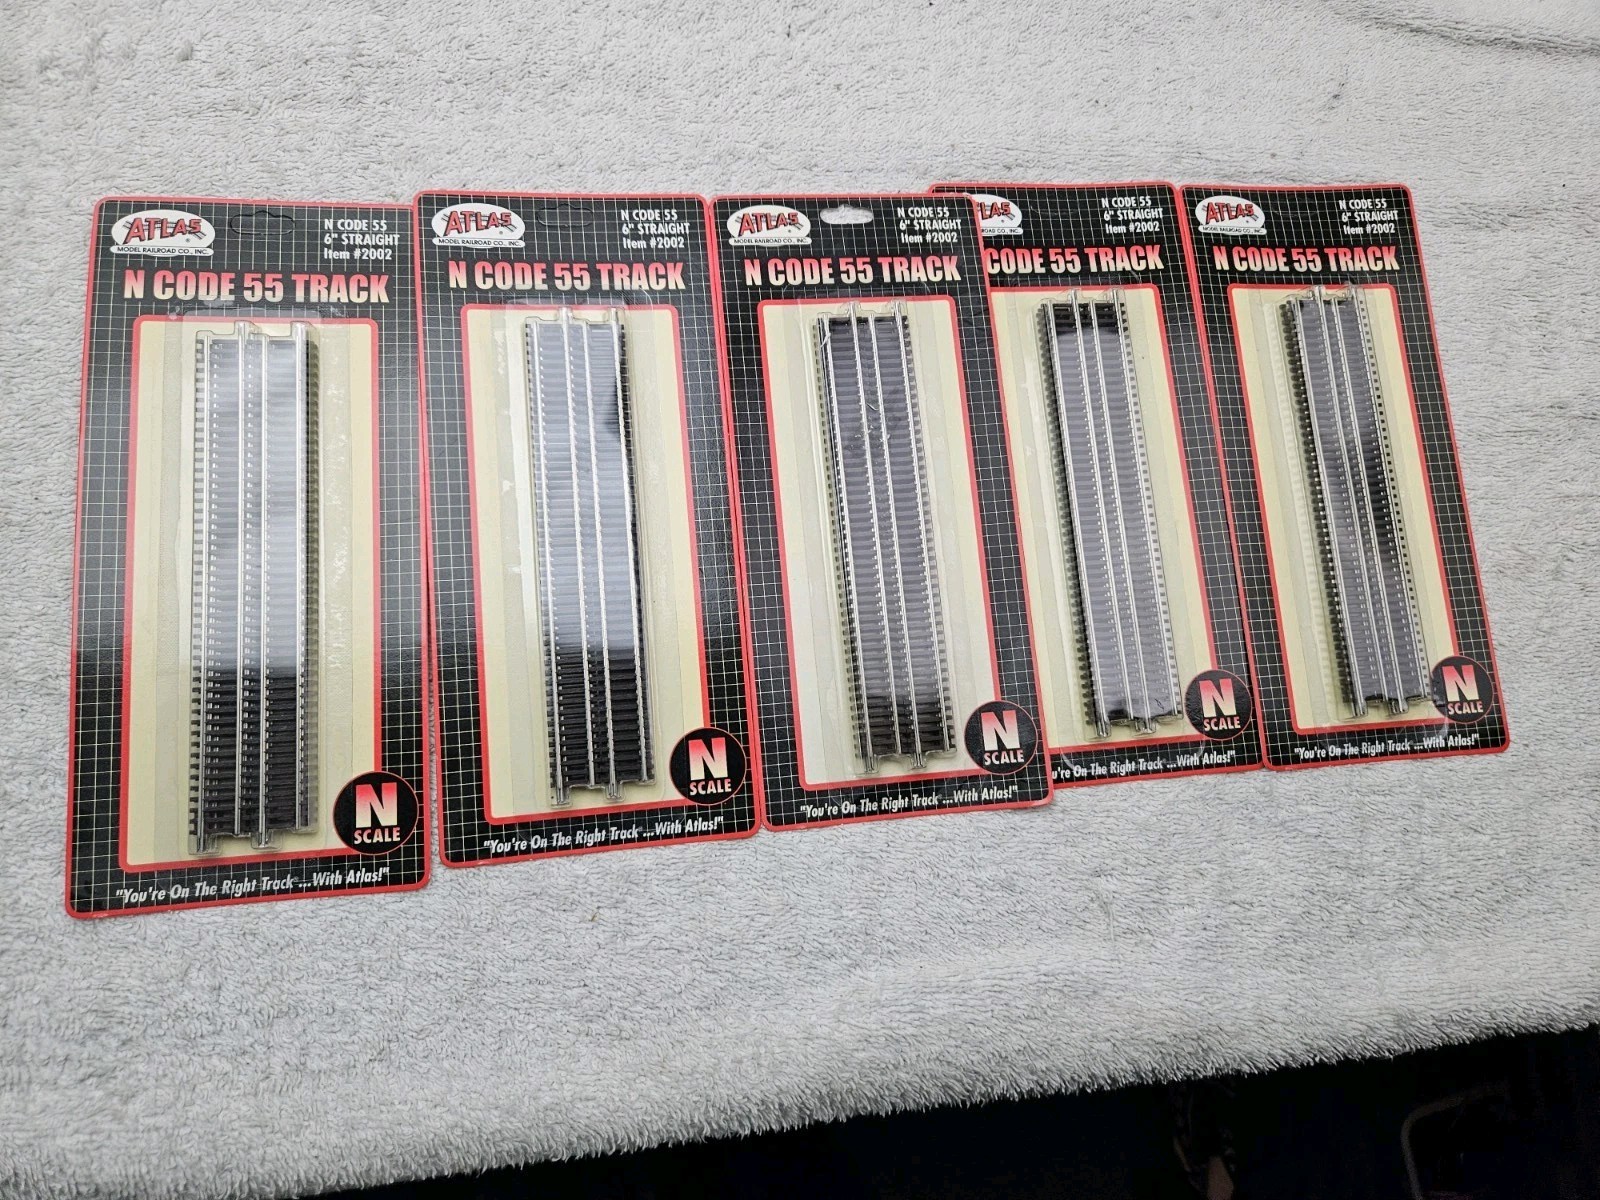 ATLAS
MODEL RAILROAD CO., INC.
N CODE 55
6" STRAIGHT
Item #2002
N CODE 55 TRACK
N
SCALE
"You're On The Right Track ...With Atlas!"
ATLAS
MODEL RAILROAD CO., INC.
N CODE 55
6" STRAIGHT
Item #2002
N CODE 55 TRACK
N
SCALE
"You're On The Right Track ...With Atlas!"
ATLAS
MODEL RAILROAD CO., INC.
N CODE 55
6" STRAIGHT
Item #2002
N CODE 55 TRACK
N
SCALE
"You're On The Right Track ...With Atlas!"
LAS
ROAD CO., INC.
N CODE 55
6" STRAIGHT
Item #2002
CODE 55 TRACK
N
SCALE
u're On The Right Track ...With Atlas!"
ATLAS
MODEL RAILROAD CO., INC.
N CODE 55
6" STRAIGHT
Item #2002
N CODE 55 TRACK
N
SCALE
"You're On The Right Track ...With Atlas!"